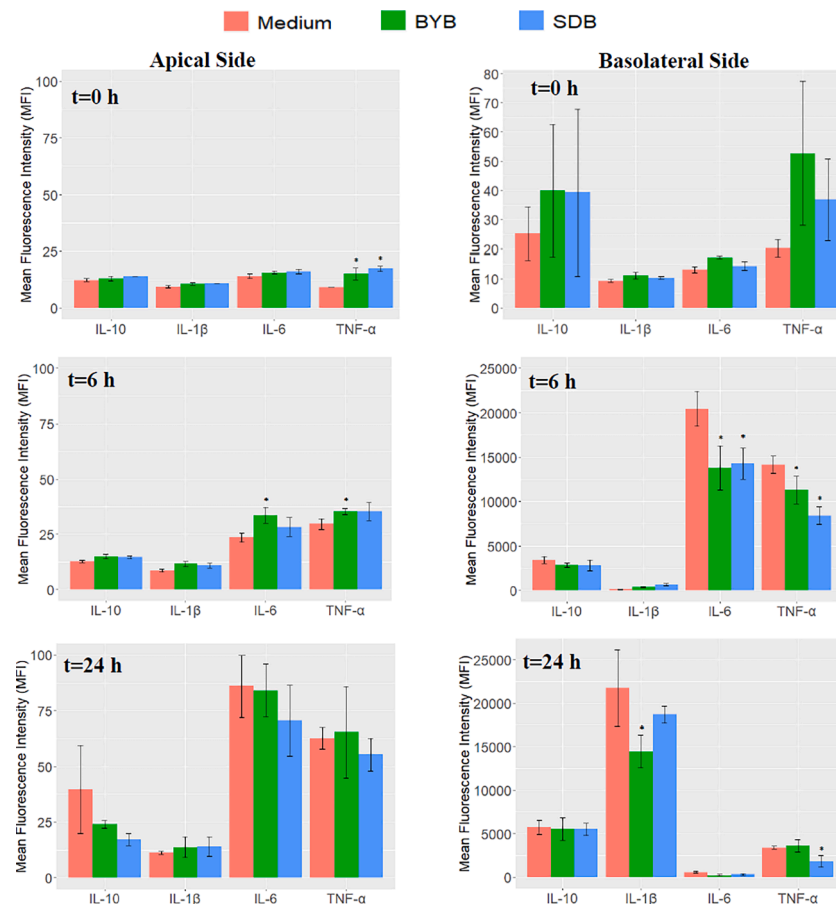 Medium BYB SDB
Apical Side
Basolateral Side
Mean Fluorescence Intensity (MFI)
t=0 h
100
75
50
25
0
* *
IL-10 IL-1β IL-6 TNF-α
Mean Fluorescence Intensity (MFI)
t=0 h
80
70
60
50
40
30
20
10
0
IL-10 IL-1β IL-6 TNF-α
Mean Fluorescence Intensity (MFI)
t=6 h
100
75
50
25
0
* *
IL-10 IL-1β IL-6 TNF-α
Mean Fluorescence Intensity (MFI)
t=6 h
25000
20000
15000
10000
5000
0
* * * *
IL-10 IL-1β IL-6 TNF-α
Mean Fluorescence Intensity (MFI)
t=24 h
100
75
50
25
0
IL-10 IL-1β IL-6 TNF-α
Mean Fluorescence Intensity (MFI)
t=24 h
25000
20000
15000
10000
5000
0
* *
IL-10 IL-1β IL-6 TNF-α